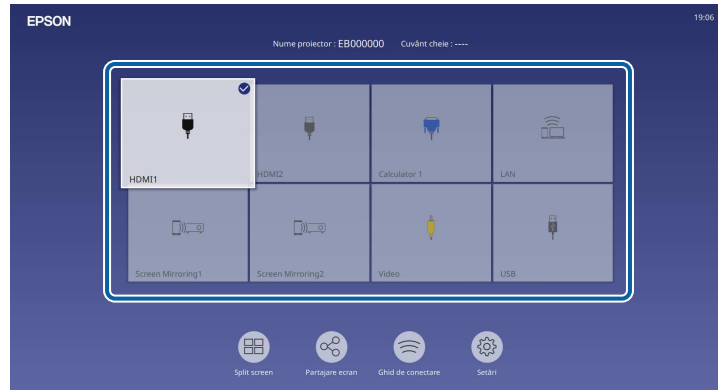 EPSON
19:06
Nume proiector : EB000000 Cuvânt cheie : ----
HDMI1
HDMI2
Calculator 1
LAN
Screen Mirroring1
Screen Mirroring2
Video
USB
Split screen
Partajare ecran
Ghid de conectare
Setări